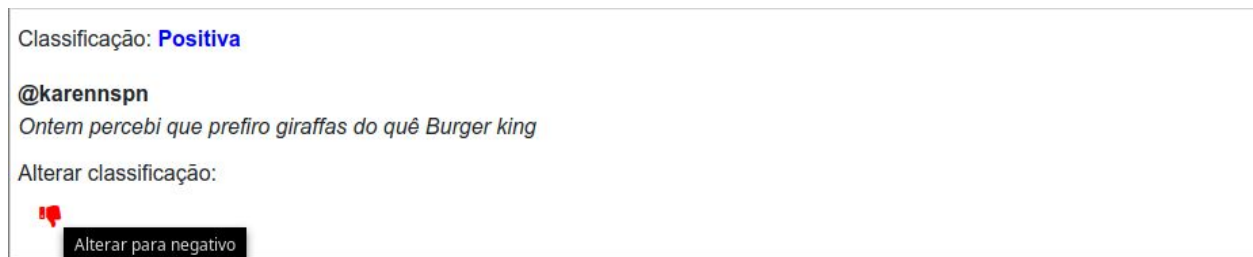 Classificação: Positiva
@karennspn
Ontem percebi que prefiro giraffas do quê Burger king
Alterar classificação:
Alterar para negativo